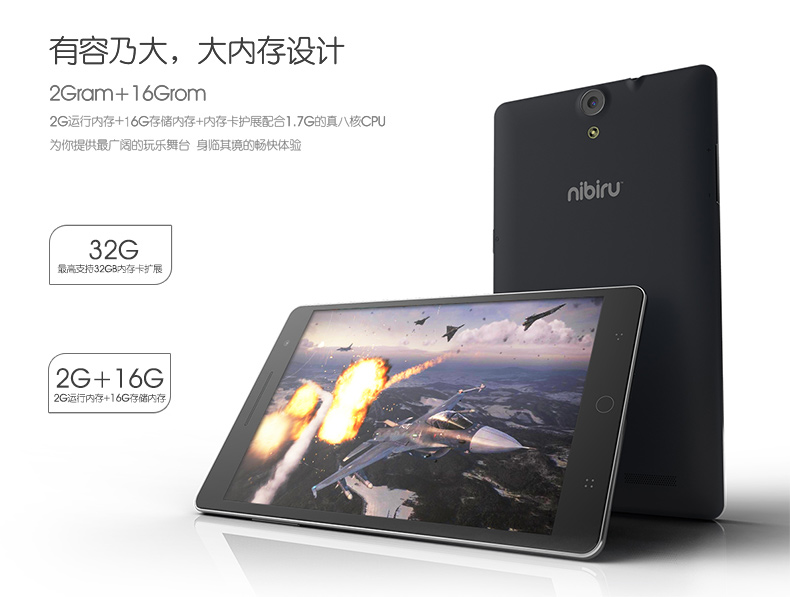 有容乃大，大内存设计
2Gram+16Grom
2G运行内存+16G存储内存+内存卡护展配合1.7G的真八核CPU
为你提供最广阔的玩乐舞台 身临其境的畅快体验
nibiru
32G
最高支持32GB内存卡扩展
2G+16G
2G运行内存+16G存储内存